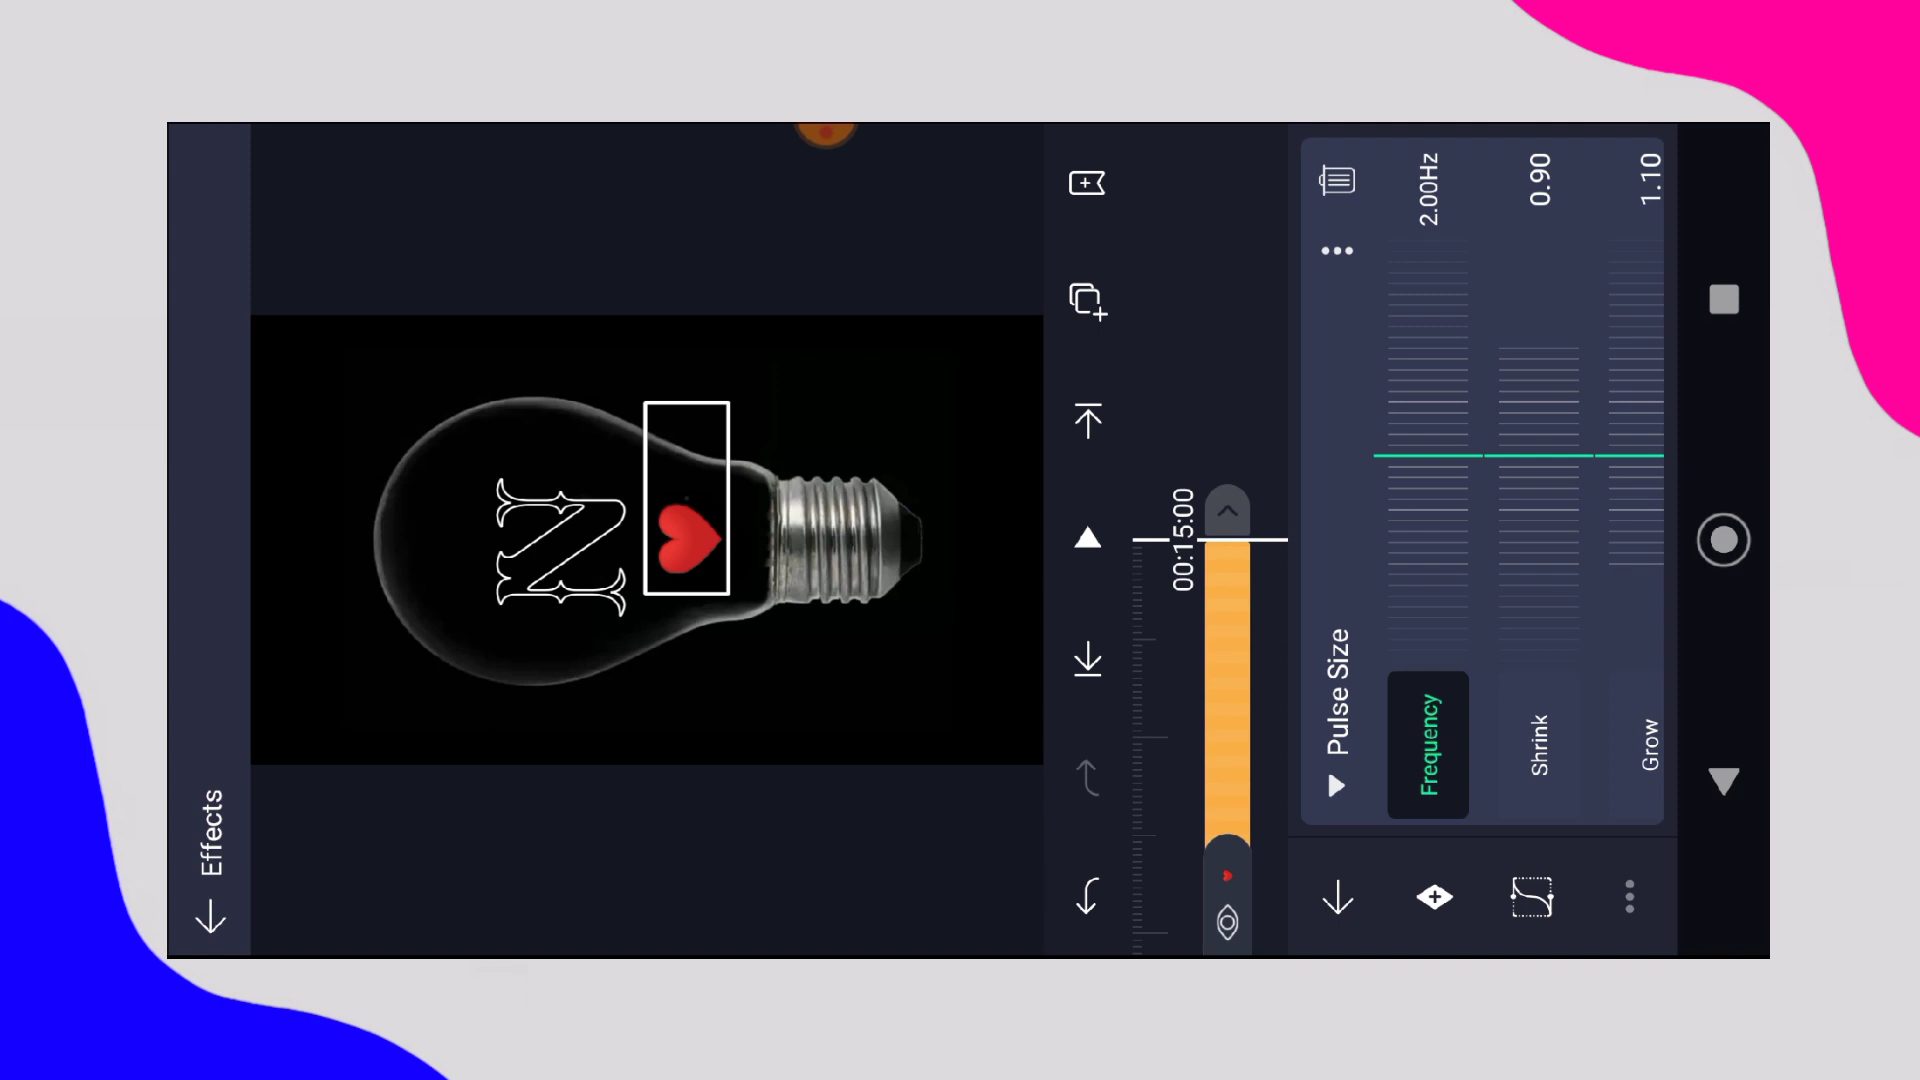 Effects
N
00:15:00
Pulse Size
Frequency 2.00Hz
Shrink 0.90
Grow 1.10